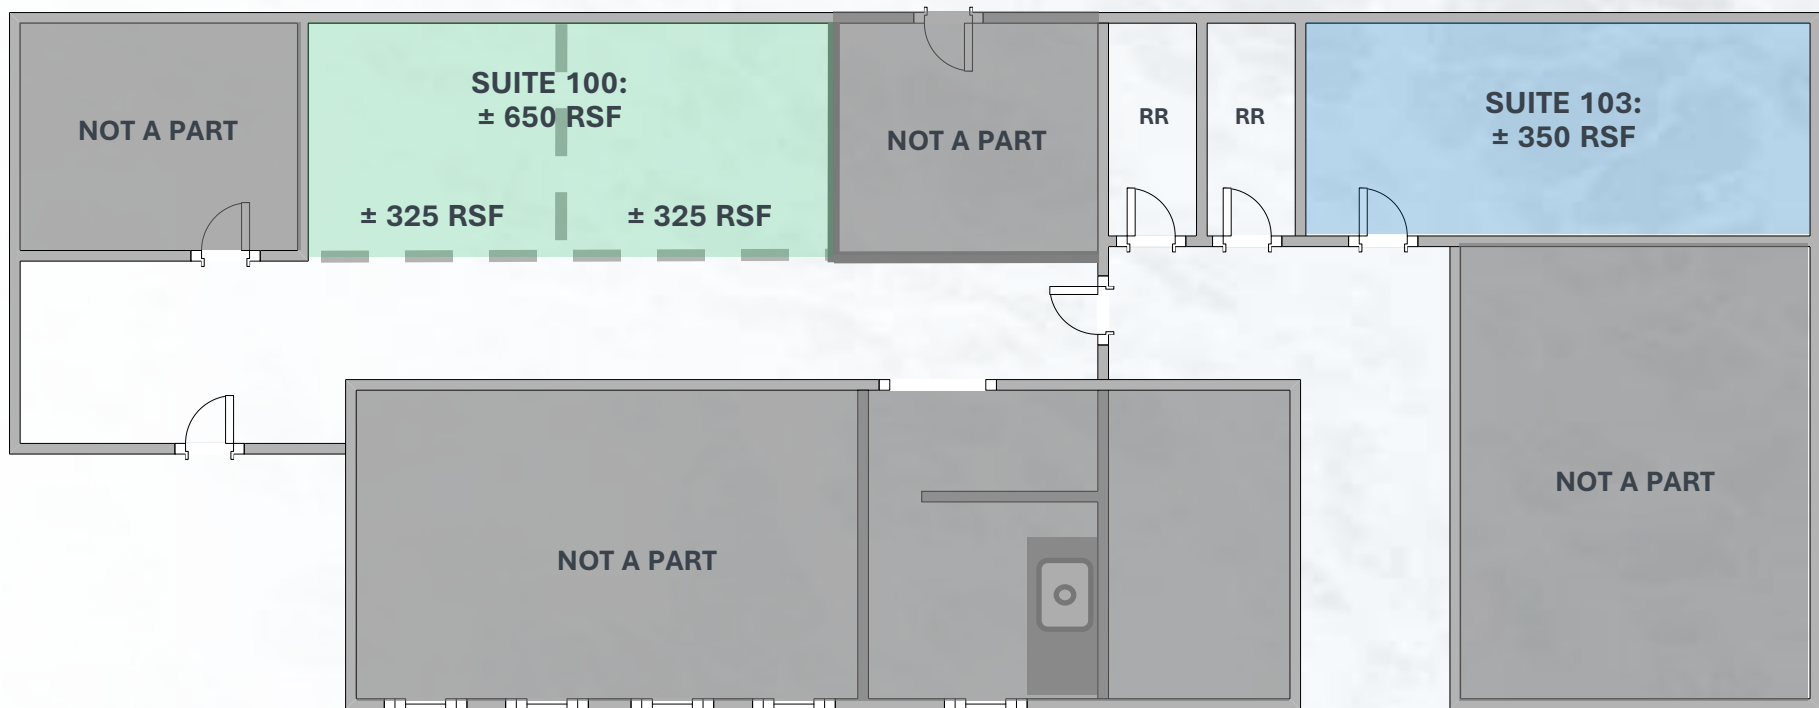 NOT A PART
SUITE 100:
± 650 RSF
± 325 RSF
± 325 RSF
NOT A PART
RR
RR
SUITE 103:
± 350 RSF
NOT A PART
NOT A PART